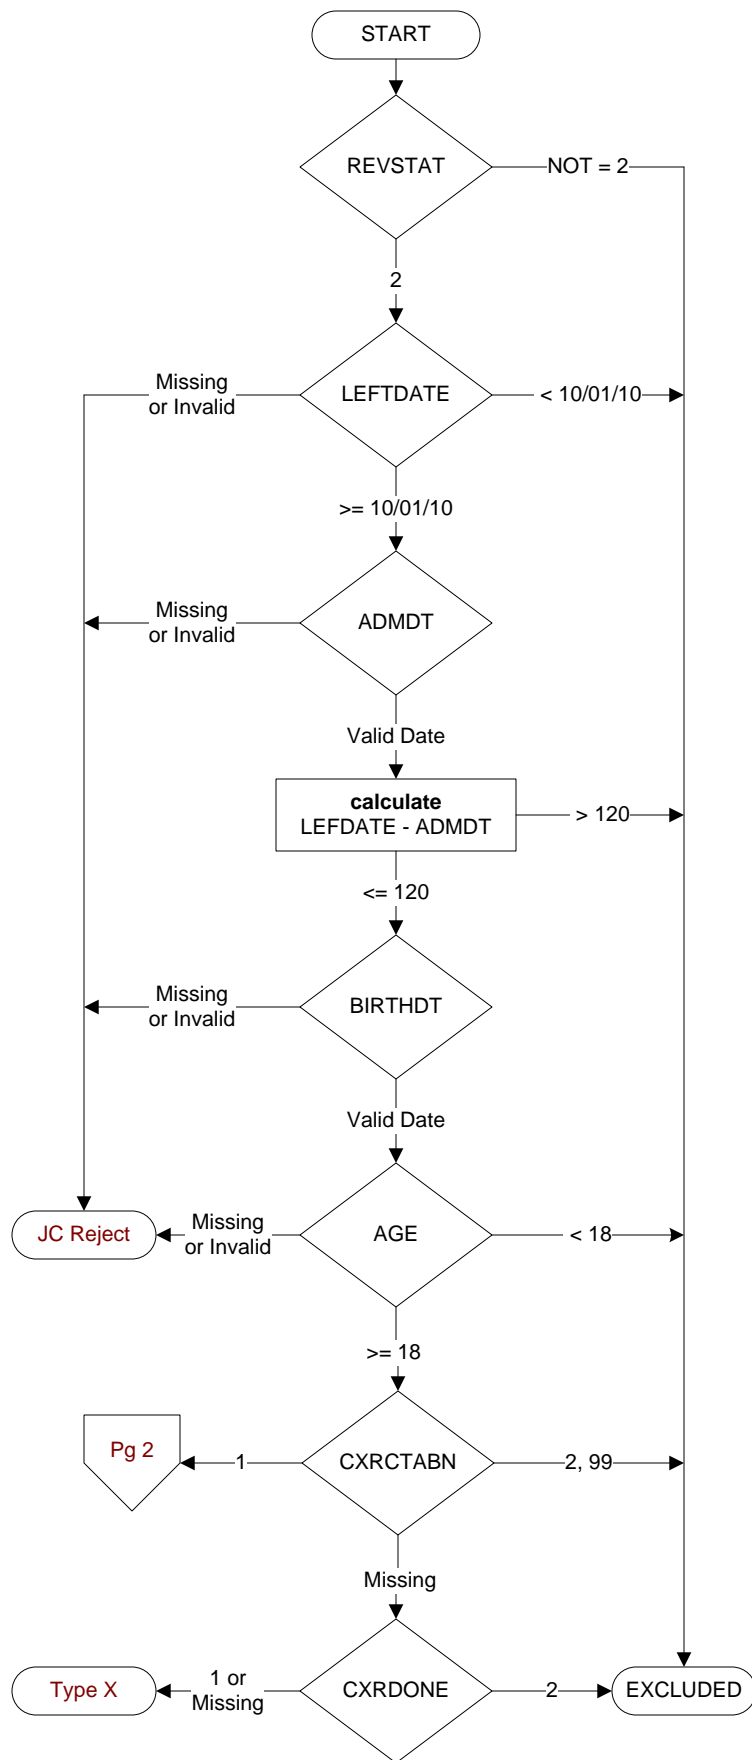 START
REVSTAT
NOT = 2
2
Missing
or Invalid
LEFTDATE
< 10/01/10
>= 10/01/10
Missing
or Invalid
ADMDT
Valid Date
calculate
LEFDATE - ADMDT
> 120
<= 120
Missing
or Invalid
BIRTHDT
Valid Date
JC Reject
Missing
or Invalid
AGE
< 18
>= 18
Pg 2
1
CXRCTABN
2, 99
Missing
Type X
1 or
Missing
CXRDONE
2
EXCLUDED